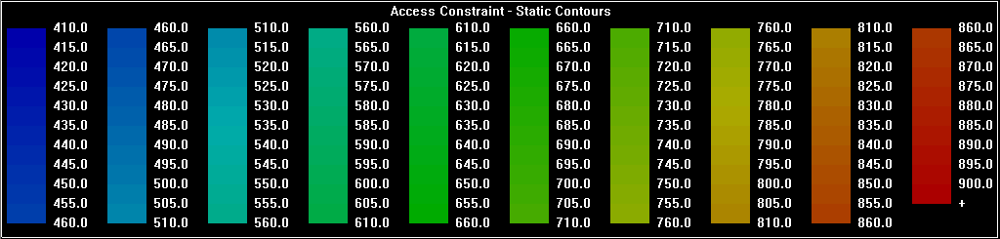 Access Constraint - Static Contours
410.0 460.0 510.0 560.0 610.0 660.0 710.0 760.0 810.0 860.0
415.0 465.0 515.0 565.0 615.0 665.0 715.0 765.0 815.0 865.0
420.0 470.0 520.0 570.0 620.0 670.0 720.0 770.0 820.0 870.0
425.0 475.0 525.0 575.0 625.0 675.0 725.0 775.0 825.0 875.0
430.0 480.0 530.0 580.0 630.0 680.0 730.0 780.0 830.0 880.0
435.0 485.0 535.0 585.0 635.0 685.0 735.0 785.0 835.0 885.0
440.0 490.0 540.0 590.0 640.0 690.0 740.0 790.0 840.0 890.0
445.0 495.0 545.0 595.0 645.0 695.0 745.0 795.0 845.0 895.0
450.0 500.0 550.0 600.0 650.0 700.0 750.0 800.0 850.0 900.0
455.0 505.0 555.0 605.0 655.0 705.0 755.0 805.0 855.0 +
460.0 510.0 560.0 610.0 660.0 710.0 760.0 810.0 860.0